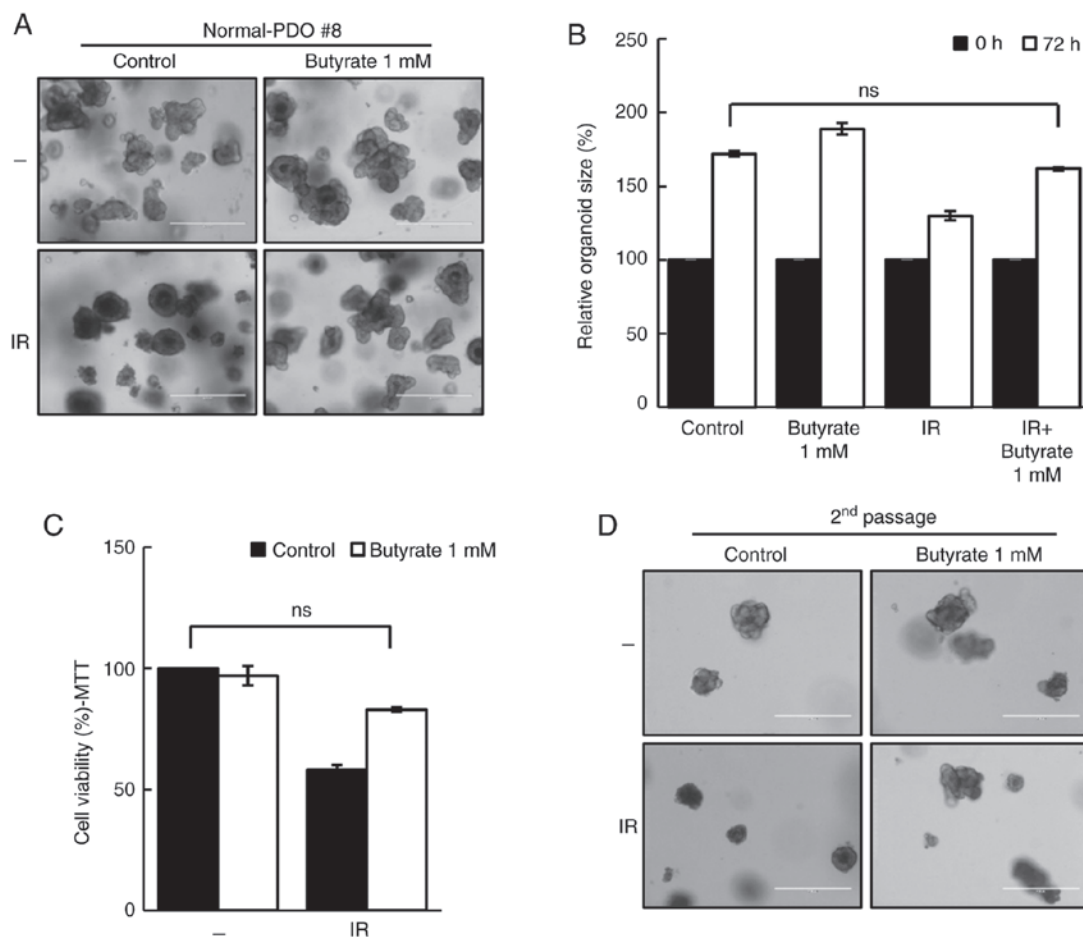 A
Normal-PDO #8
Control Butyrate 1 mM
–
IR
B
0 h 72 h
250
200
150
100
50
0
Relative organoid size (%)
ns
Control Butyrate 1 mM IR IR+ Butyrate 1 mM
C
Control Butyrate 1 mM
150
100
50
0
Cell viability (%)-MTT
ns
– IR
D
2nd passage
Control Butyrate 1 mM
–
IR